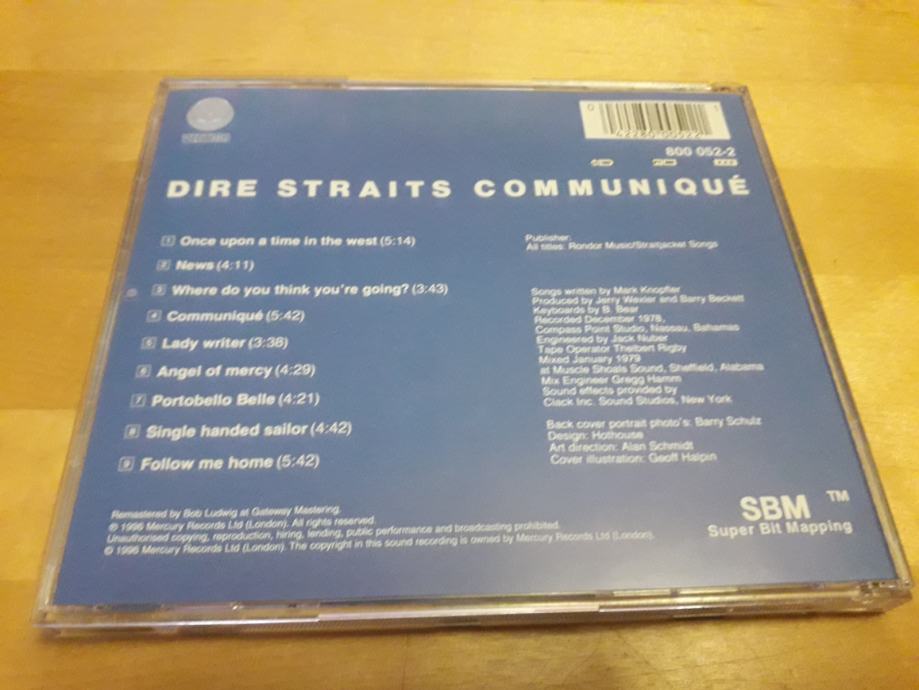 0 42280 00522 1
800 052-2
DIRE STRAITS COMMUNIQUÉ
1 Once upon a time in the west (5:14)
2 News (4:11)
3 Where do you think you're going? (3:43)
4 Communiqué (5:42)
5 Lady writer (3:38)
6 Angel of mercy (4:29)
7 Portobello Belle (4:21)
8 Single handed sailor (4:42)
9 Follow me home (5:42)
Publisher:
All titles: Rondor Music/Straitjacket Songs
Songs written by Mark Knopfler
Produced by Jerry Wexler and Barry Beckett
Keyboards by B. Bear
Recorded December 1978,
Compass Point Studio, Nassau, Bahamas
Engineered by Jack Nuber
Tape Operator Thelbert Rigby
Mixed January 1979
at Muscle Shoals Sound, Sheffield, Alabama
Mix Engineer Gregg Hamm
Sound effects provided by
Clack Inc. Sound Studios, New York
Back cover portrait photo's: Barry Schulz
Design: Hothouse
Art direction: Alan Schmidt
Cover illustration: Geoff Halpin
Remastered by Bob Ludwig at Gateway Mastering.
℗ 1996 Mercury Records Ltd (London). All rights reserved.
Unauthorised copying, reproduction, hiring, lending, public performance and broadcasting prohibited.
© 1996 Mercury Records Ltd (London). The copyright in this sound recording is owned by Mercury Records Ltd (London).
SBM TM
Super Bit Mapping